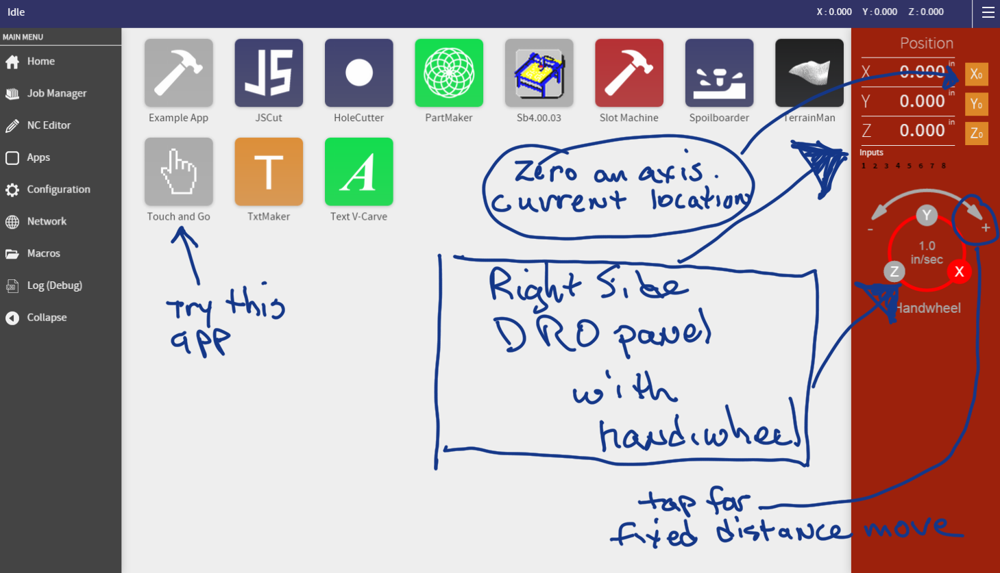 Idle
X : 0.000 Y : 0.000 Z : 0.000
MAIN MENU
Home
Job Manager
NC Editor
Apps
Configuration
Network
Macros
Log (Debug)
Collapse
JS
Example App JSCut HoleCutter PartMaker Sb4.00.03 Slot Machine Spoilboarder TerrainMan
T A
Touch and Go TxtMaker Text V-Carve
Try this
app
Zero an axis.
current location
Right Side
DRO panel
with
handwheel
tap for
fixed distance move
Position
X 0.000 in X0
Y 0.000 in Y0
Z 0.000 in Z0
Inputs
1 2 3 4 5 6 7 8
Y
- +
1.0
in/sec
Z X
Handwheel